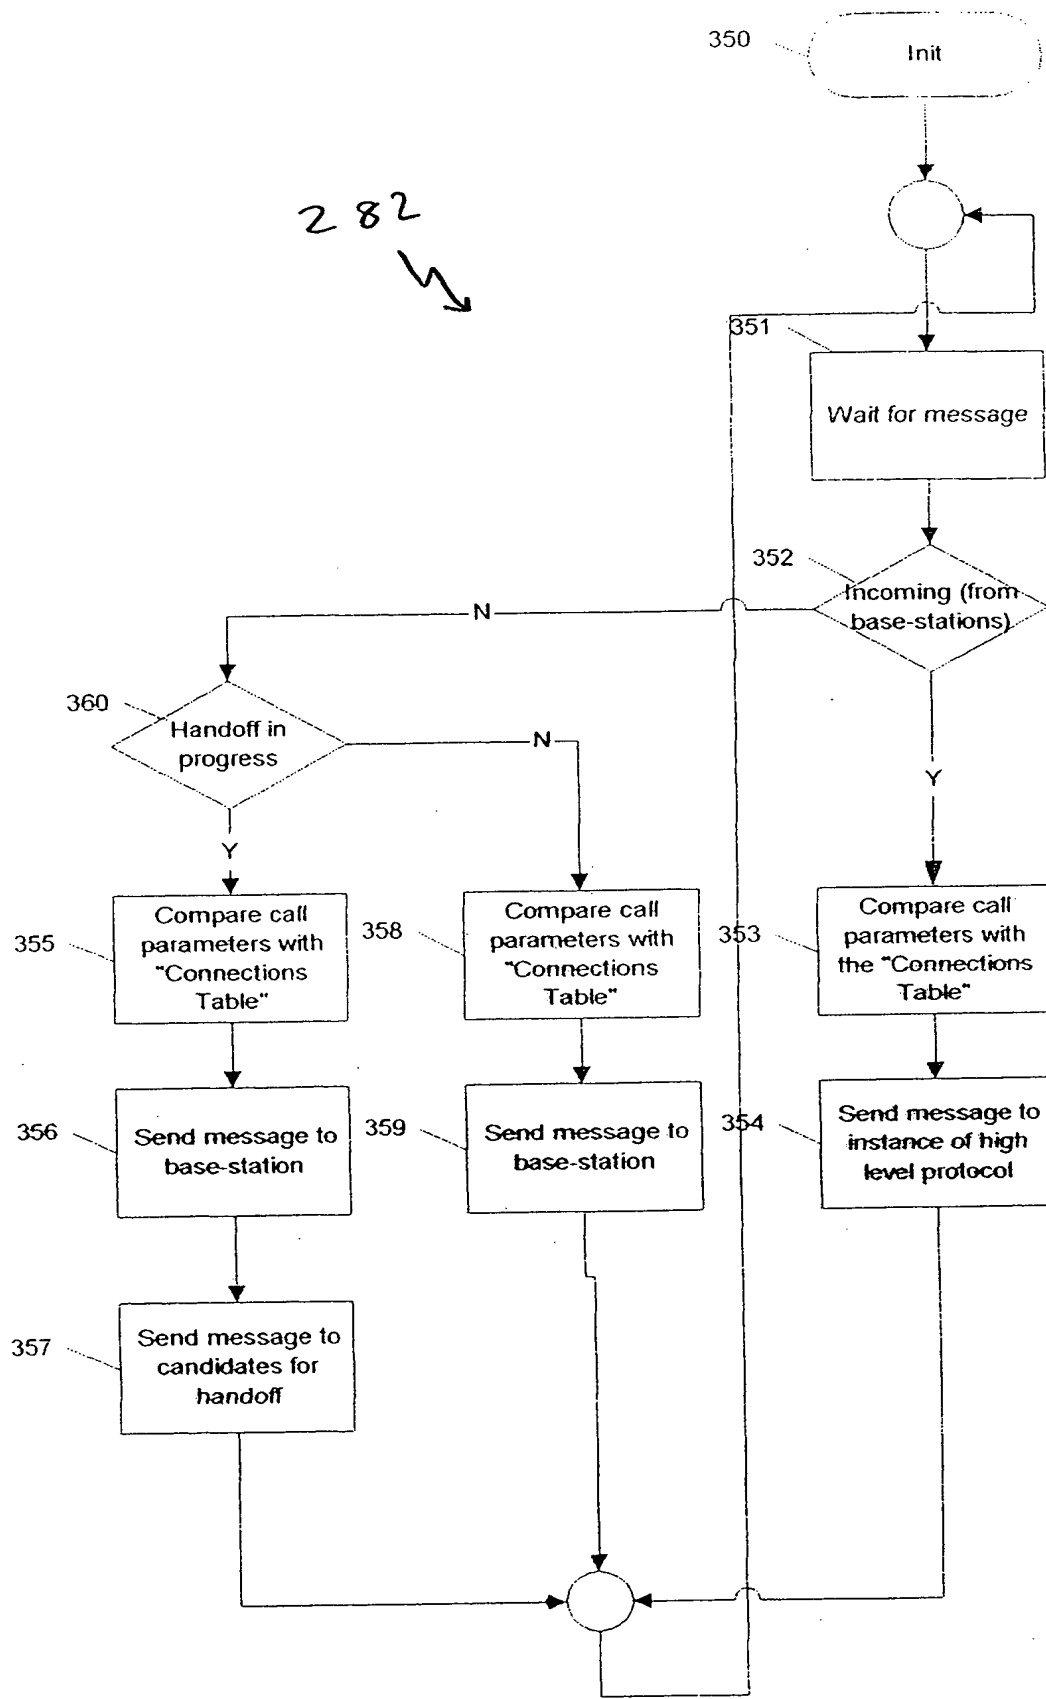 350
Init
282
351
Wait for message
352
Incoming (from
base-stations)
N
360
Handoff in
progress
N
Y
Y
355
Compare call
parameters with
"Connections
Table"
358
Compare call
parameters with
"Connections
Table"
353
Compare call
parameters with
the "Connections
Table"
356
Send message to
base-station
359
Send message to
base-station
354
Send message to
instance of high
level protocol
357
Send message to
candidates for
handoff